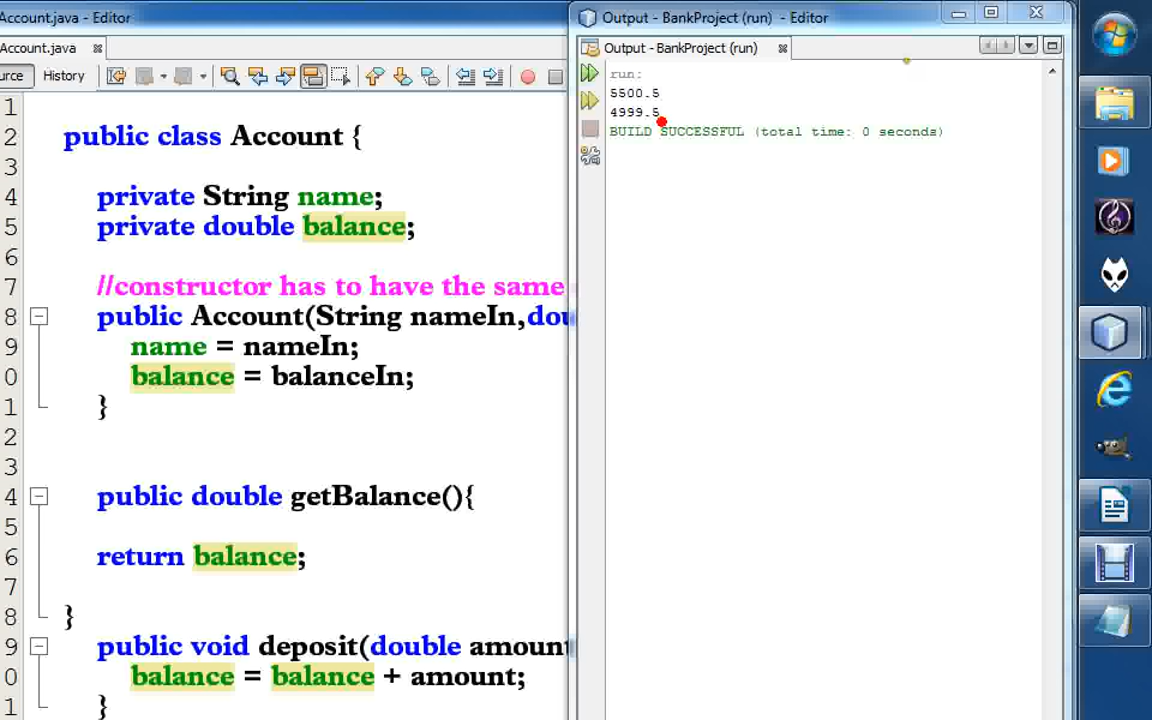 Account.java - Editor
Account.java
urce History
1
2 public class Account {
3
4 private String name;
5 private double balance;
6
7 //constructor has to have the same
8 public Account(String nameIn,dou
9 name = nameIn;
0 balance = balanceIn;
1 }
2
3
4 public double getBalance(){
5
6 return balance;
7
8 }
9 public void deposit(double amount
0 balance = balance + amount;
1 }
Output - BankProject (run) - Editor
Output - BankProject (run)
run:
5500.5
4999.5
BUILD SUCCESSFUL (total time: 0 seconds)